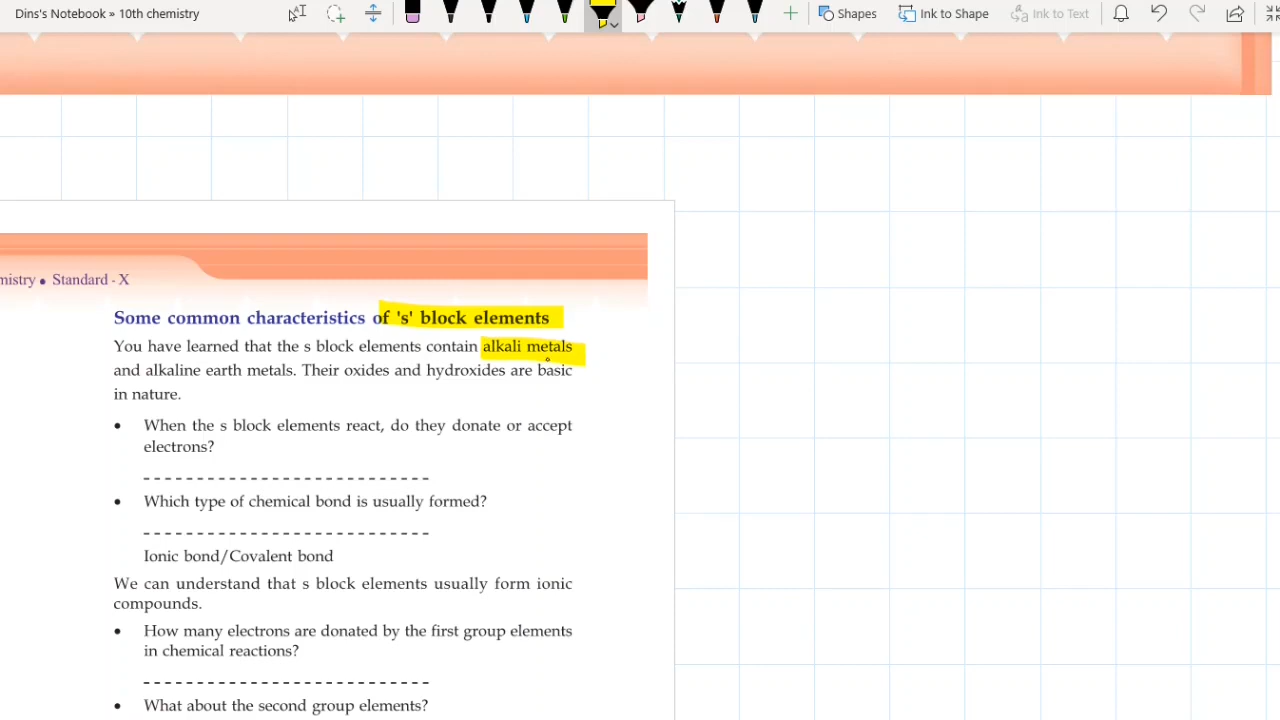 Dins's Notebook » 10th chemistry
Shapes
Ink to Shape
Ink to Text
mistry • Standard - X
Some common characteristics of 's' block elements
You have learned that the s block elements contain alkali metals
and alkaline earth metals. Their oxides and hydroxides are basic
in nature.
• When the s block elements react, do they donate or accept
electrons?
---------------------------
• Which type of chemical bond is usually formed?
---------------------------
Ionic bond/Covalent bond
We can understand that s block elements usually form ionic
compounds.
• How many electrons are donated by the first group elements
in chemical reactions?
---------------------------
• What about the second group elements?